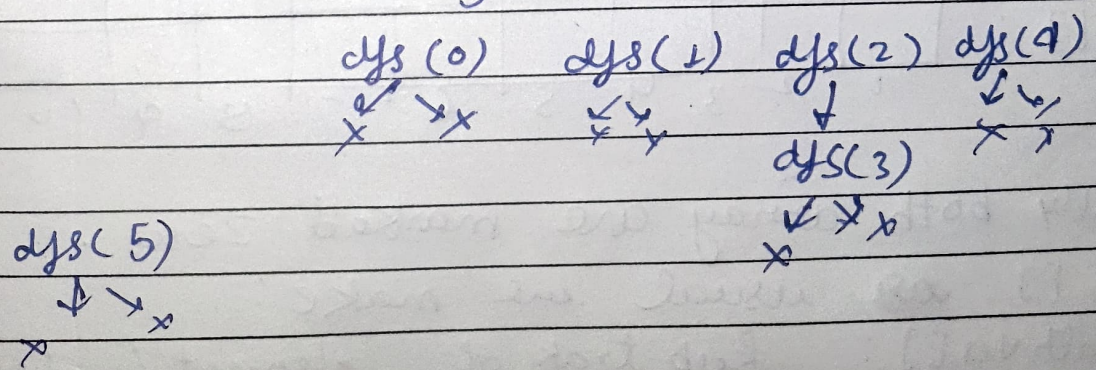 dfs (0) dfs(1) dfs(2) dfs(4)
x x x x x x
dfs(3)
x x
dfs(5)
x
x